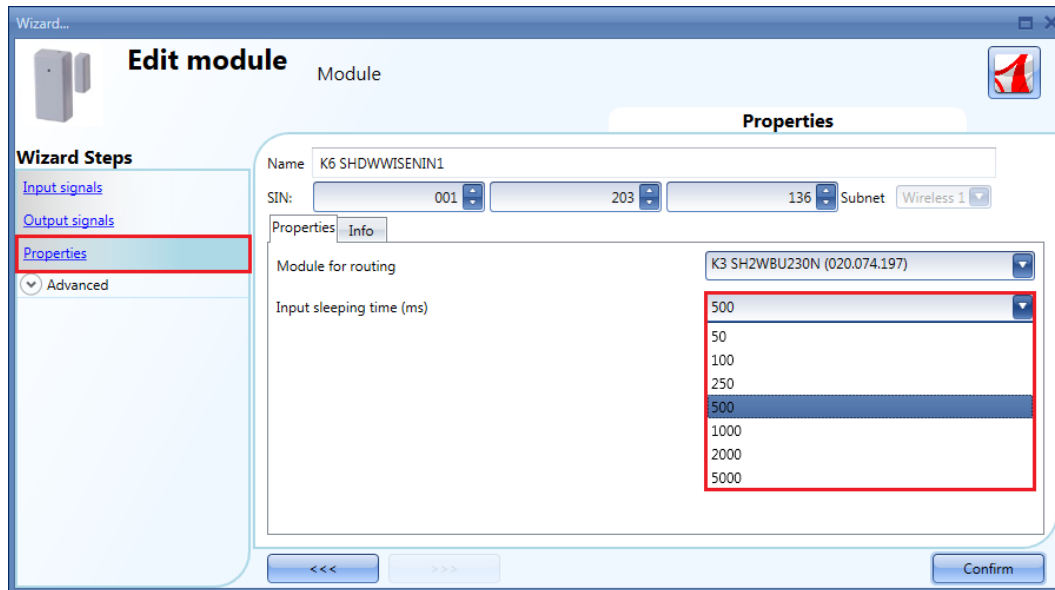 Wizard...
Edit module
Module
Properties
Wizard Steps
Input signals
Output signals
Properties
Advanced
Name K6 SHDWWISENIN1
SIN: 001 203 136 Subnet Wireless 1
Properties Info
Module for routing K3 SH2WBU230N (020.074.197)
Input sleeping time (ms) 500
50
100
250
500
1000
2000
5000
<<< >>> Confirm